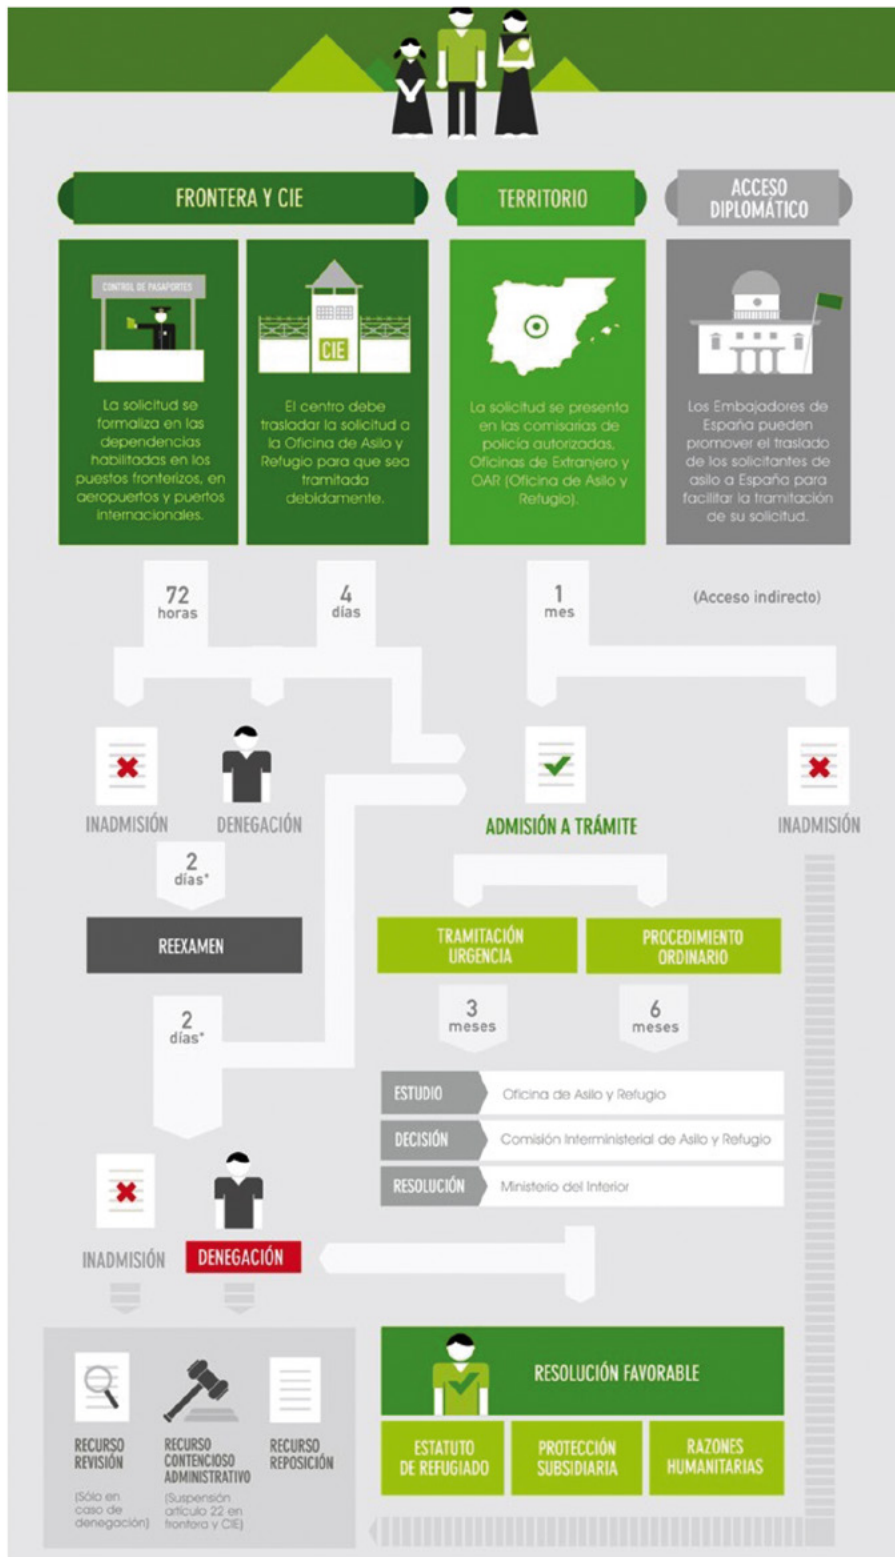 FRONTERA Y CIE
TERRITORIO
ACCESO
DIPLOMÁTICO
CONTROL DE PASAPORTES
La solicitud se
formaliza en las
dependencias
habilitadas en los
puestos fronterizos, en
aeropuertos y puertos
internacionales.
CIE
El centro debe
trasladar la solicitud a
la Oficina de Asilo y
Refugio para que sea
tramitada
debidamente.
La solicitud se presenta
en las comisarías de
policía autorizadas,
Oficinas de Extranjero y
OAR (Oficina de Asilo y
Refugio).
Los Embajadores de
España pueden
promover el traslado
de los solicitantes de
asilo a España para
facilitar la tramitación
de su solicitud.
72
horas
4
días
1
mes
(Acceso indirecto)
INADMISIÓN
DENEGACIÓN
ADMISIÓN A TRÁMITE
INADMISIÓN
2
días*
REEXAMEN
TRAMITACIÓN
URGENCIA
PROCEDIMIENTO
ORDINARIO
2
días*
3
meses
6
meses
ESTUDIO
Oficina de Asilo y Refugio
DECISIÓN
Comisión Interministerial de Asilo y Refugio
RESOLUCIÓN
Ministerio del Interior
INADMISIÓN
DENEGACIÓN
RESOLUCIÓN FAVORABLE
RECURSO
REVISIÓN
(Sólo en
caso de
denegación)
RECURSO
CONTENCIOSO
ADMINISTRATIVO
(Suspensión
artículo 22 en
frontera y CIE)
RECURSO
REPOSICIÓN
ESTATUTO
DE REFUGIADO
PROTECCIÓN
SUBSIDIARIA
RAZONES
HUMANITARIAS